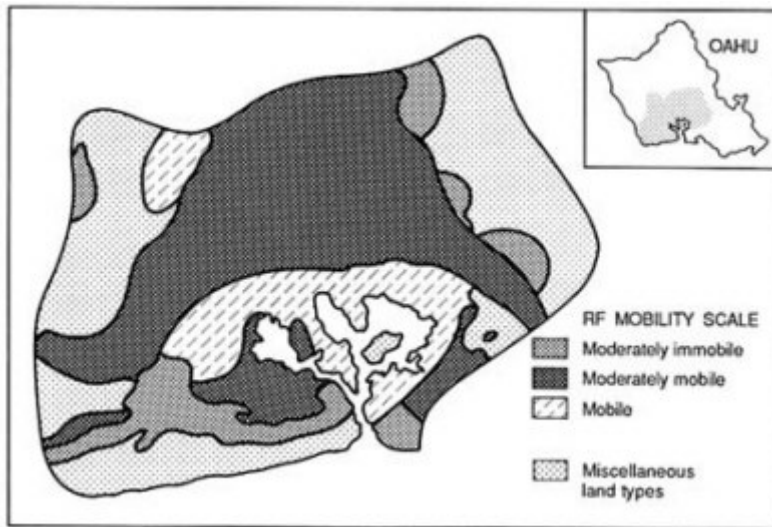 OAHU
RF MOBILITY SCALE
Moderately immobile
Moderately mobile
Mobile
Miscellaneous
land types